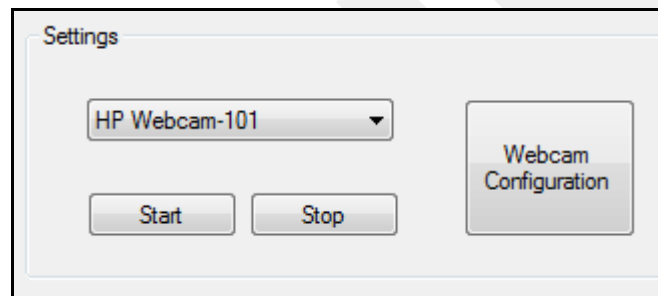 Settings
HP Webcam-101
Webcam
Configuration
Start
Stop